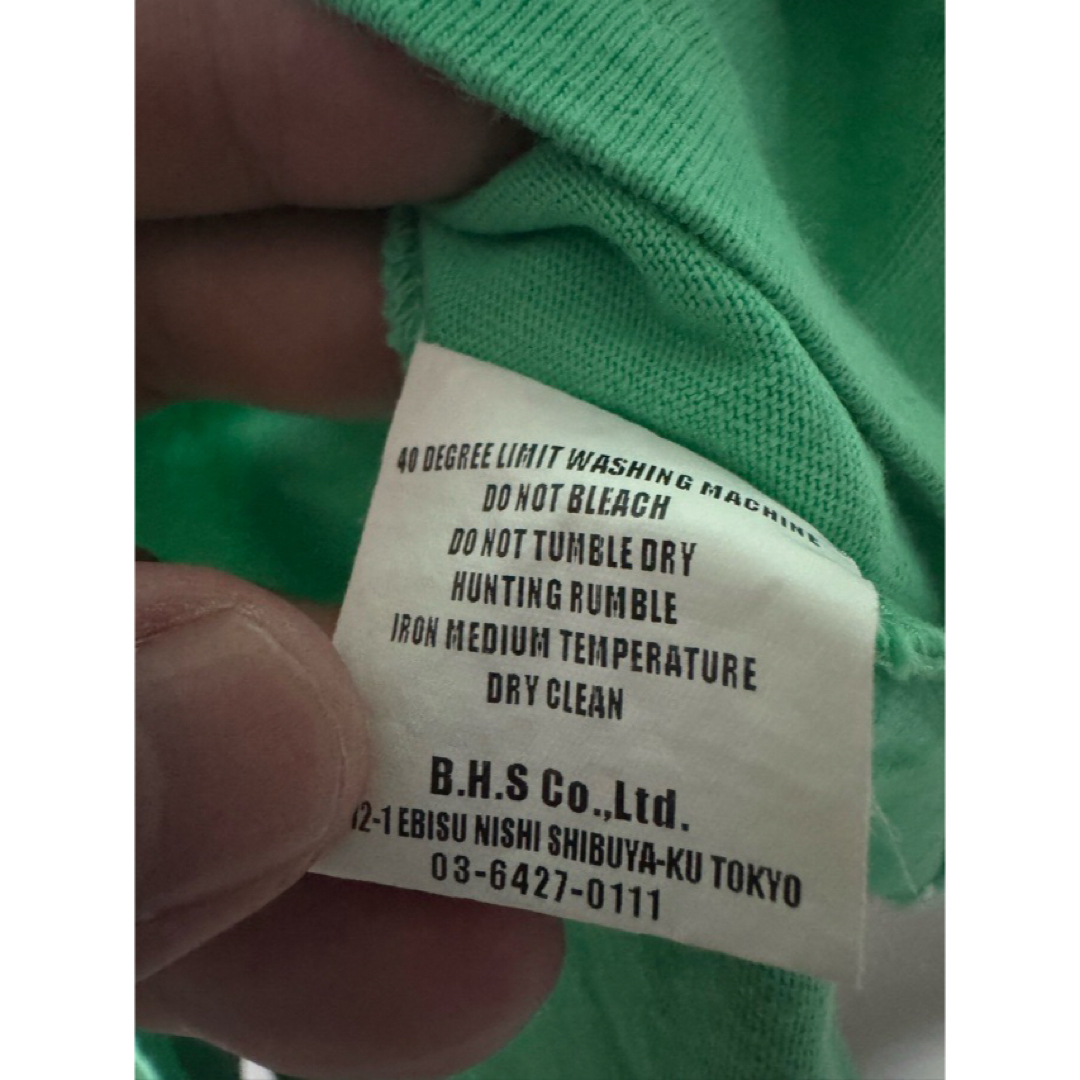 40 DEGREE LIMIT WASHING MACHINE
DO NOT BLEACH
DO NOT TUMBLE DRY
HUNTING RUMBLE
IRON MEDIUM TEMPERATURE
DRY CLEAN
B.H.S Co.,Ltd.
12-1 EBISU NISHI SHIBUYA-KU TOKYO
03-6427-0111